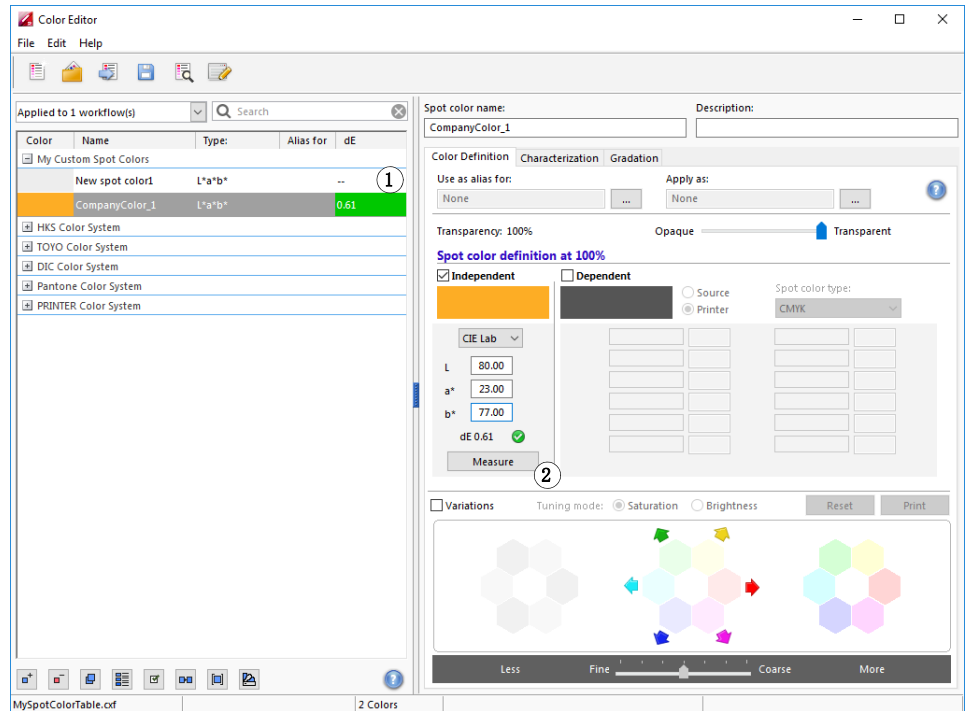 Color Editor
File Edit Help
Applied to 1 workflow(s) Search
Color Name Type: Alias for dE
My Custom Spot Colors
New spot color1 L*a*b* --
①
CompanyColor_1 L*a*b* 0.61
HKS Color System
TOYO Color System
DIC Color System
Pantone Color System
PRINTER Color System
MySpotColorTable.cxf 2 Colors
Spot color name: Description:
CompanyColor_1
Color Definition Characterization Gradation
Use as alias for: Apply as:
None ... None ...
Transparency: 100% Opaque Transparent
Spot color definition at 100%
Independent Dependent
Source Spot color type:
Printer CMYK
CIE Lab
L 80.00
a* 23.00
b* 77.00
dE 0.61
Measure
②
Variations Tuning mode: Saturation Brightness Reset Print
Less Fine Coarse More